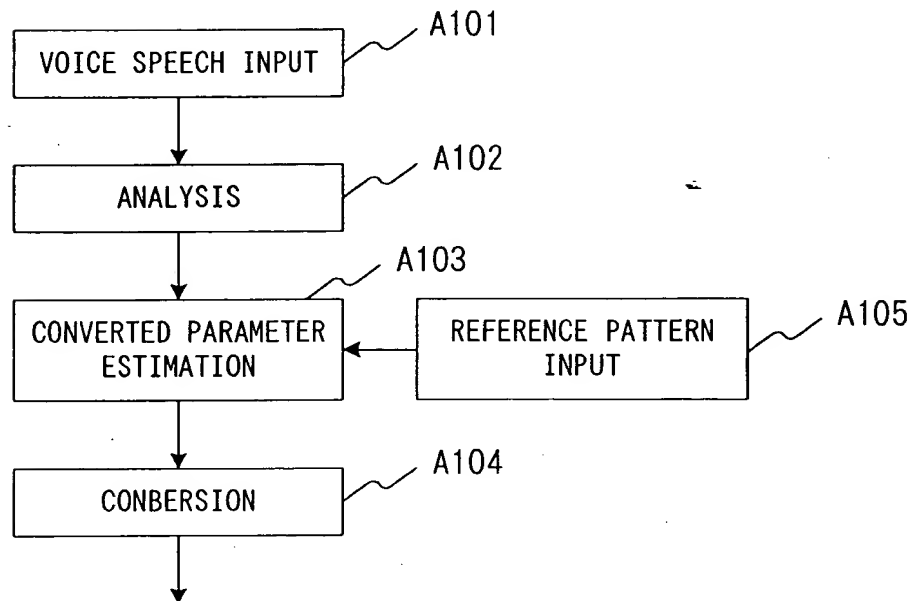 A101
VOICE SPEECH INPUT
A102
ANALYSIS
A103
CONVERTED PARAMETER
ESTIMATION
REFERENCE PATTERN
INPUT
A105
A104
CONBERSION